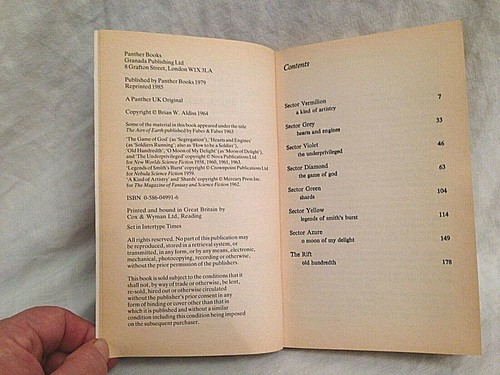 Panther Books
Granada Publishing Ltd
8 Grafton Street, London W1X 3LA
Published by Panther Books 1979
Reprinted 1985
A Panther UK Original
Copyright © Brian W. Aldiss 1964
Some of the material in this book appeared under the title
The Airs of Earth published by Faber & Faber 1963
'The Game of God' (as 'Segregation'), 'Hearts and Engines'
(as 'Soldiers Running', also as 'How to be a Soldier'),
'Old Hundredth', 'O Moon of My Delight' (as 'Moon of Delight'),
and 'The Underprivileged' copyright © Nova Publications Ltd
for New Worlds Science Fiction 1958, 1960, 1961, 1963.
'Legends of Smith's Burst' copyright © Crownpoint Publications Ltd
for Nebula Science Fiction 1959.
'A Kind of Artistry' and 'Shards' copyright © Mercury Press Inc.
for The Magazine of Fantasy and Science Fiction 1962.
ISBN 0-586-04991-6
Printed and bound in Great Britain by
Cox & Wyman Ltd, Reading
Set in Intertype Times
All rights reserved. No part of this publication may
be reproduced, stored in a retrieval system, or
transmitted, in any form, or by any means, electronic,
mechanical, photocopying, recording or otherwise,
without the prior permission of the publishers.
This book is sold subject to the conditions that it
shall not, by way of trade or otherwise, be lent,
re-sold, hired out or otherwise circulated
without the publisher's prior consent in any
form of binding or cover other than that in
which it is published and without a similar
condition including this condition being imposed
on the subsequent purchaser.
Contents
Sector Vermilion 7
a kind of artistry
Sector Grey 33
hearts and engines
Sector Violet 46
the underprivileged
Sector Diamond 63
the game of god
Sector Green 104
shards
Sector Yellow 114
legends of smith's burst
Sector Azure 149
o moon of my delight
The Rift 178
old hundredth